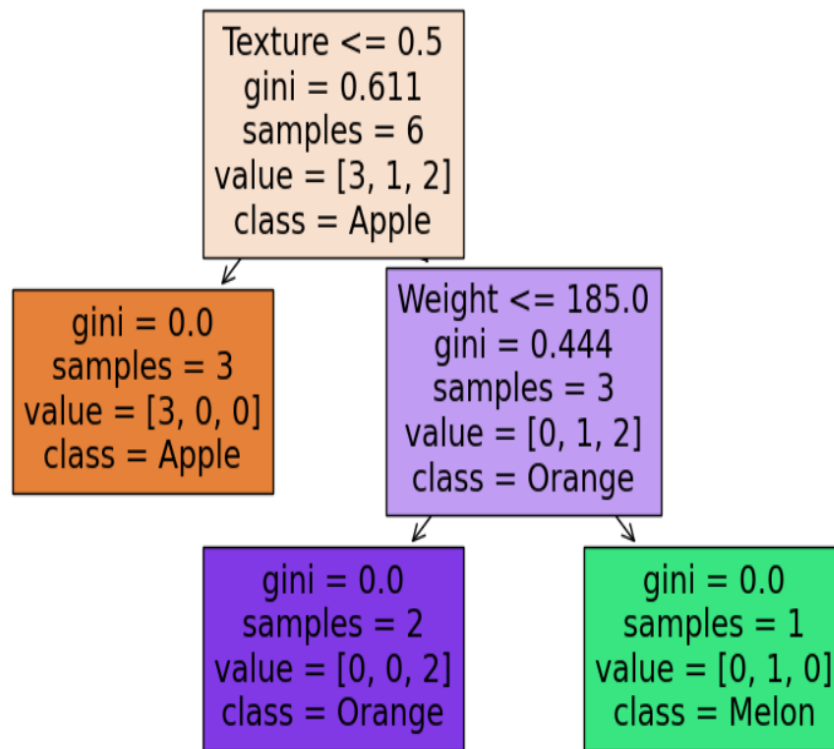 Texture <= 0.5
gini = 0.611
samples = 6
value = [3, 1, 2]
class = Apple
gini = 0.0
samples = 3
value = [3, 0, 0]
class = Apple
Weight <= 185.0
gini = 0.444
samples = 3
value = [0, 1, 2]
class = Orange
gini = 0.0
samples = 2
value = [0, 0, 2]
class = Orange
gini = 0.0
samples = 1
value = [0, 1, 0]
class = Melon